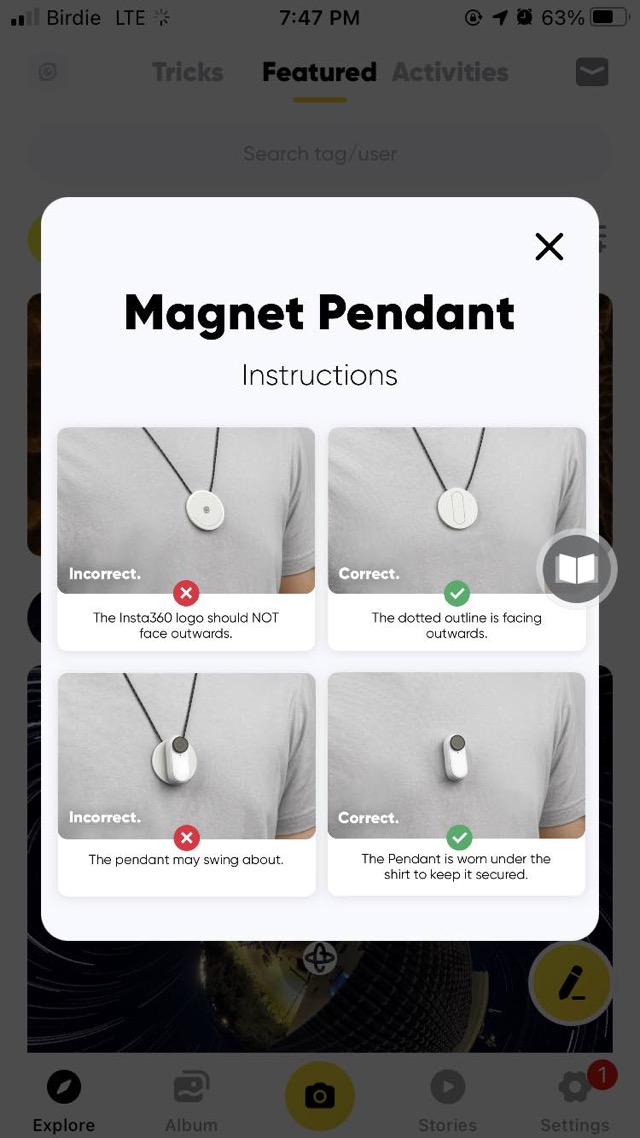 Birdie LTE 7:47 PM 63%
Tricks Featured Activities
Search tag/user
Magnet Pendant
Instructions
Incorrect.
The Insta360 logo should NOT
face outwards.
Correct.
The dotted outline is facing
outwards.
Incorrect.
The pendant may swing about.
Correct.
The Pendant is worn under the
shirt to keep it secured.
1
Explore Album Stories Settings